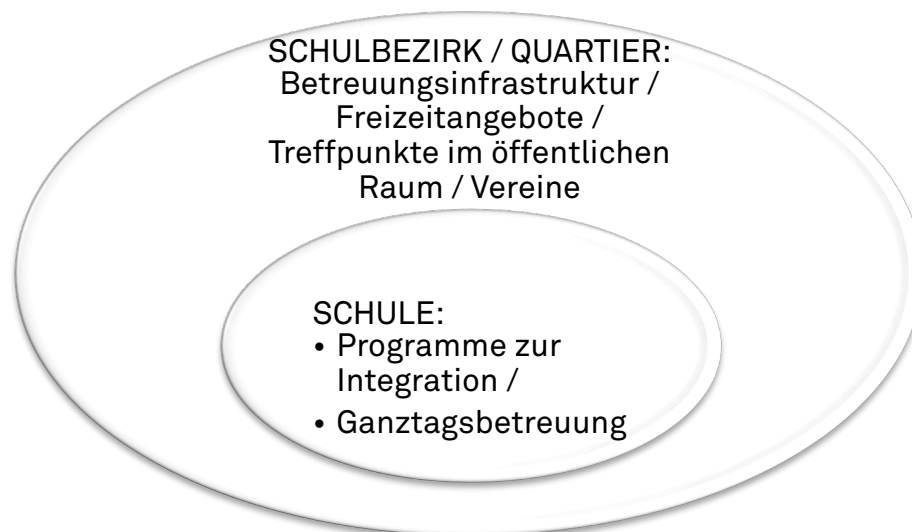 SCHULBEZIRK / QUARTIER:
Betreuungsinfrastruktur /
Freizeitangebote /
Treffpunkte im öffentlichen
Raum / Vereine
SCHULE:
• Programme zur
Integration /
• Ganztagsbetreuung